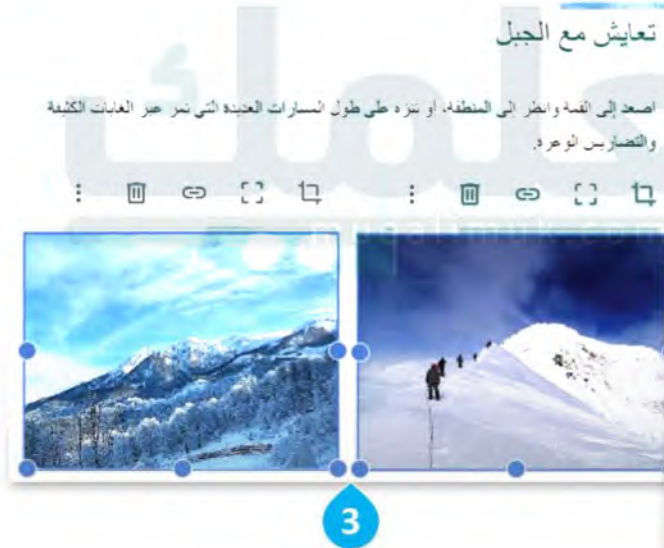 تعايش مع الجبل
اصعد إلى القمة وانظر إلى المنطقة، أو تنزه على طول المسارات العديدة التي تمر عبر الغابات الكثيفة
والتضاريس الوعرة.
3